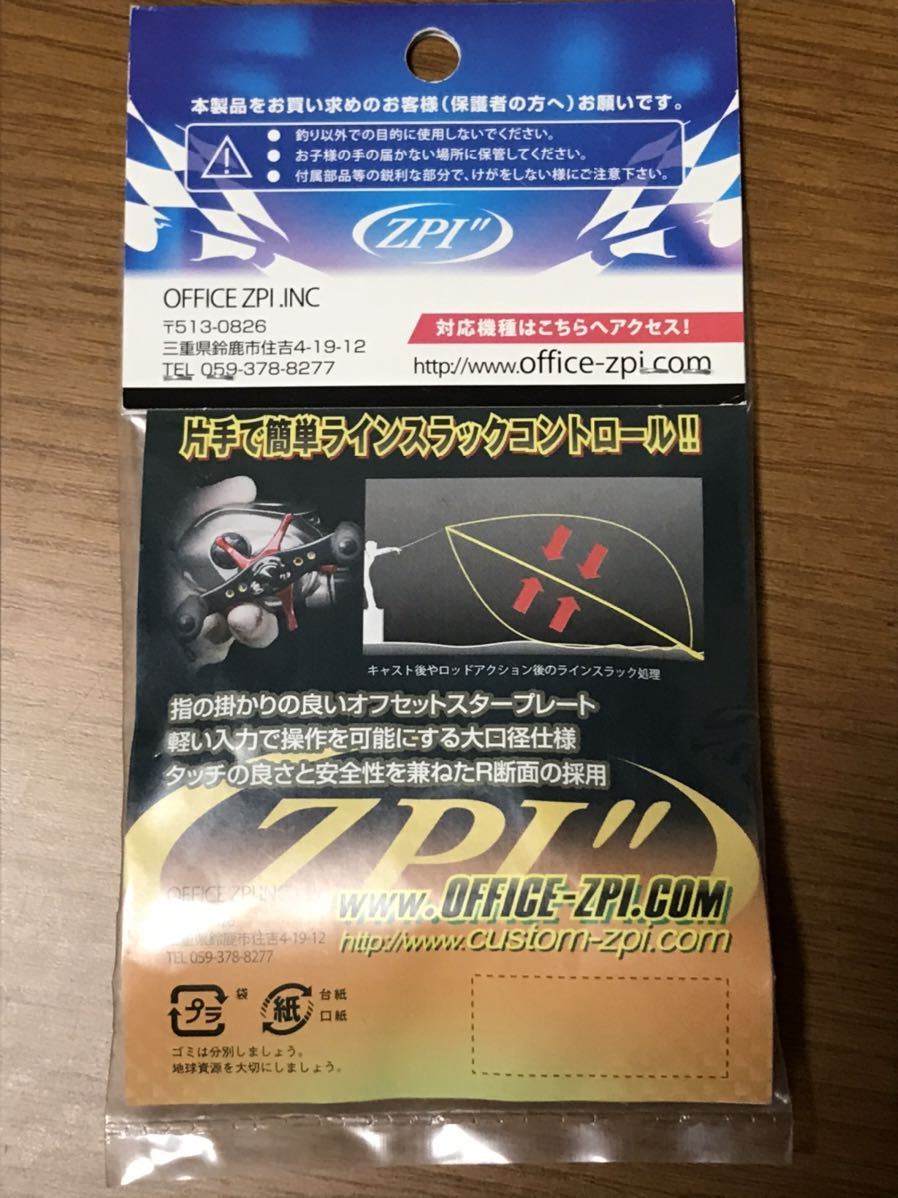 本製品をお買い求めのお客様(保護者の方へ)お願いです。
● 釣り以外での目的に使用しないでください。
● お子様の手の届かない場所に保管してください。
● 付属部品等の鋭利な部分で、けがをしない様にご注意下さい。
ZPI"
OFFICE ZPI .INC
〒513-0826
三重県鈴鹿市住吉4-19-12
TEL 059-378-8277
対応機種はこちらへアクセス!
http://www.office-zpi.com
片手で簡単ラインスラックコントロール!!
キャスト後やロッドアクション後のラインスラック処理
指の掛かりの良いオフセットスタープレート
軽い入力で操作を可能にする大口径仕様
タッチの良さと安全性を兼ねたR断面の採用
ZPI"
OFFICE ZPI.INC
www.OFFICE-ZPI.COM
三重県鈴鹿市住吉4-19-12
http://www.custom-zpi.com
TEL 059-378-8277
プラ
袋
紙
台紙
口紙
ゴミは分別しましょう。
地球資源を大切にしましょう。